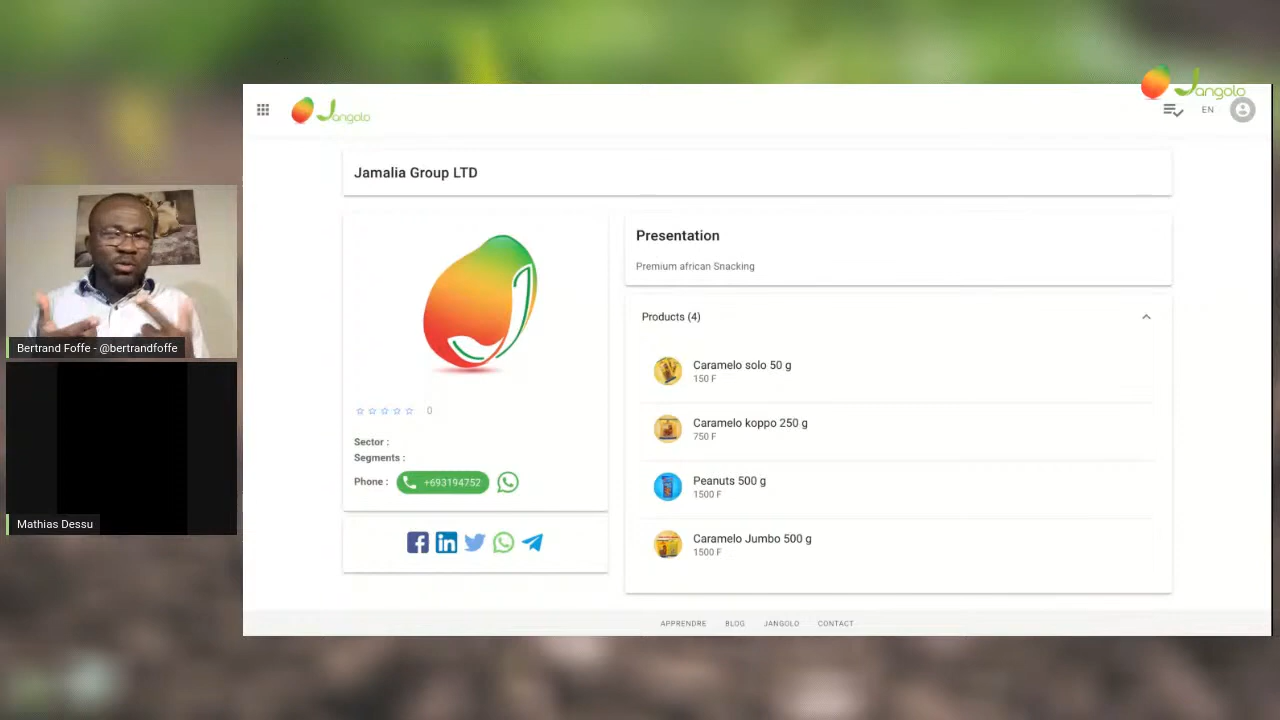 Jangolo
Jangolo
EN
Jamalia Group LTD
0
Sector :
Segments :
Phone :
+693194752
Presentation
Premium african Snacking
Products (4)
Caramelo solo 50 g
150 F
Caramelo koppo 250 g
750 F
Peanuts 500 g
1500 F
Caramelo Jumbo 500 g
1500 F
APPRENDRE
BLOG
JANGOLO
CONTACT
Bertrand Foffe - @bertrandfoffe
Mathias Dessu